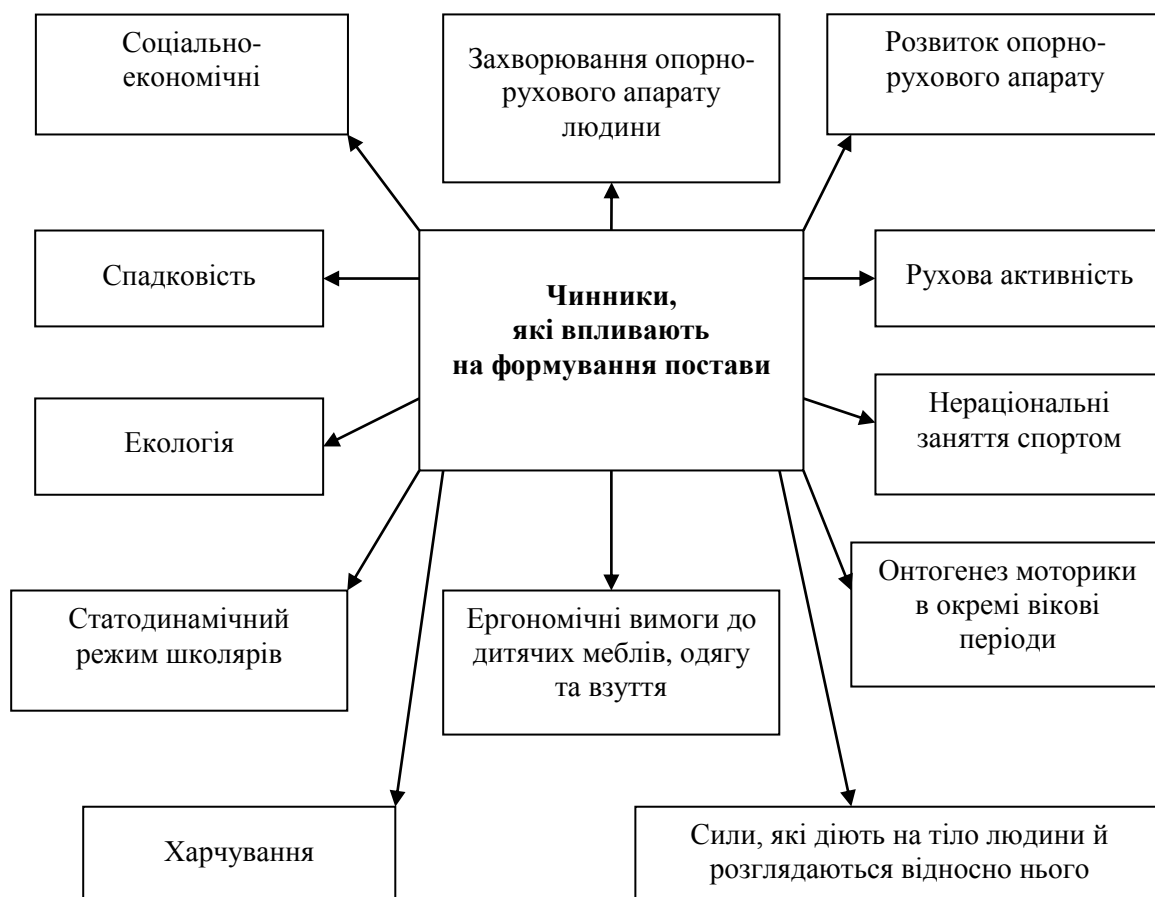 Соціально-
економічні
Захворювання опорно-
рухового апарату
людини
Розвиток опорно-
рухового апарату
Спадковість
Чинники,
які впливають
на формування постави
Рухова активність
Екологія
Нераціональні
заняття спортом
Статодинамічний
режим школярів
Ергономічні вимоги до
дитячих меблів, одягу
та взуття
Онтогенез моторики
в окремі вікові
періоди
Харчування
Сили, які діють на тіло людини й
розглядаються відносно нього